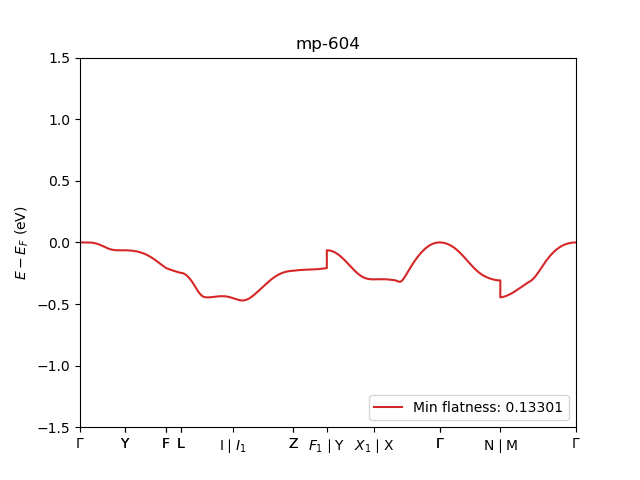 mp-604
E − E_F (eV)
1.5
1.0
0.5
0.0
−0.5
−1.0
−1.5
Min flatness: 0.13301
Γ Y F L I | I₁ Z F₁ | Y X₁ | X Γ N | M Γ